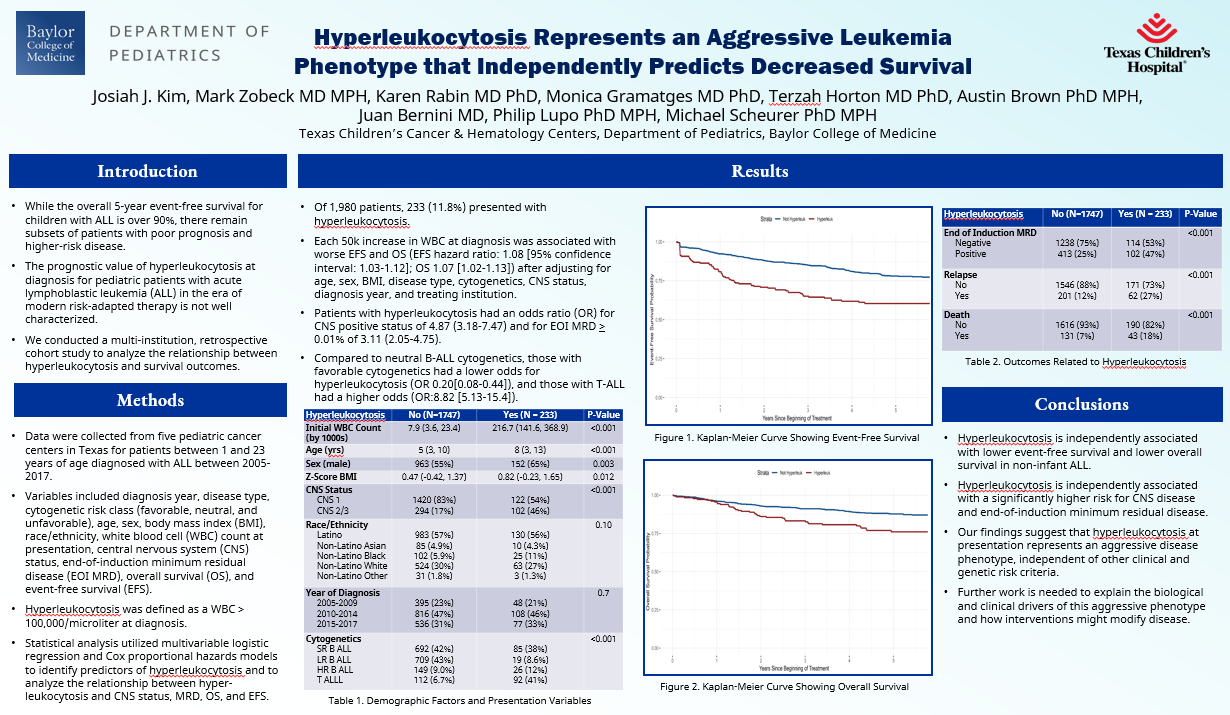 Baylor
College of
Medicine
DEPARTMENT OF
PEDIATRICS
Hyperleukocytosis Represents an Aggressive Leukemia
Phenotype that Independently Predicts Decreased Survival
Texas Children's
Hospital®
Josiah J. Kim, Mark Zobeck MD MPH, Karen Rabin MD PhD, Monica Gramatges MD PhD, Terzah Horton MD PhD, Austin Brown PhD MPH,
Juan Bernini MD, Philip Lupo PhD MPH, Michael Scheurer PhD MPH
Texas Children's Cancer & Hematology Centers, Department of Pediatrics, Baylor College of Medicine
Introduction
• While the overall 5-year event-free survival for
children with ALL is over 90%, there remain
subsets of patients with poor prognosis and
higher-risk disease.
• The prognostic value of hyperleukocytosis at
diagnosis for pediatric patients with acute
lymphoblastic leukemia (ALL) in the era of
modern risk-adapted therapy is not well
characterized.
• We conducted a multi-institution, retrospective
cohort study to analyze the relationship between
hyperleukocytosis and survival outcomes.
Methods
• Data were collected from five pediatric cancer
centers in Texas for patients between 1 and 23
years of age diagnosed with ALL between 2005-
2017.
• Variables included diagnosis year, disease type,
cytogenetic risk class (favorable, neutral, and
unfavorable), age, sex, body mass index (BMI),
race/ethnicity, white blood cell (WBC) count at
presentation, central nervous system (CNS)
status, end-of-induction minimum residual
disease (EOI MRD), overall survival (OS), and
event-free survival (EFS).
• Hyperleukocytosis was defined as a WBC >
100,000/microliter at diagnosis.
• Statistical analysis utilized multivariable logistic
regression and Cox proportional hazards models
to identify predictors of hyperleukocytosis and to
analyze the relationship between hyper-
leukocytosis and CNS status, MRD, OS, and EFS.
Results
• Of 1,980 patients, 233 (11.8%) presented with
hyperleukocytosis.
• Each 50k increase in WBC at diagnosis was associated with
worse EFS and OS (EFS hazard ratio: 1.08 [95% confidence
interval: 1.03-1.12]; OS 1.07 [1.02-1.13]) after adjusting for
age, sex, BMI, disease type, cytogenetics, CNS status,
diagnosis year, and treating institution.
• Patients with hyperleukocytosis had an odds ratio (OR) for
CNS positive status of 4.87 (3.18-7.47) and for EOI MRD ≥
0.01% of 3.11 (2.05-4.75).
• Compared to neutral B-ALL cytogenetics, those with
favorable cytogenetics had a lower odds for
hyperleukocytosis (OR 0.20[0.08-0.44]), and those with T-ALL
had a higher odds (OR:8.82 [5.13-15.4]).
Hyperleukocytosis No (N=1747) Yes (N = 233) P-Value
Initial WBC Count 7.9 (3.6, 23.4) 216.7 (141.6, 368.9) <0.001
(by 1000s)
Age (yrs) 5 (3, 10) 8 (3, 13) <0.001
Sex (male) 963 (55%) 152 (65%) 0.003
Z-Score BMI 0.47 (-0.42, 1.37) 0.82 (-0.23, 1.65) 0.012
CNS Status <0.001
CNS 1 1420 (83%) 122 (54%)
CNS 2/3 294 (17%) 102 (46%)
Race/Ethnicity 0.10
Latino 983 (57%) 130 (56%)
Non-Latino Asian 85 (4.9%) 10 (4.3%)
Non-Latino Black 102 (5.9%) 25 (11%)
Non-Latino White 524 (30%) 63 (27%)
Non-Latino Other 31 (1.8%) 3 (1.3%)
Year of Diagnosis 0.7
2005-2009 395 (23%) 48 (21%)
2010-2014 816 (47%) 108 (46%)
2015-2017 536 (31%) 77 (33%)
Cytogenetics <0.001
SR B ALL 692 (42%) 85 (38%)
LR B ALL 709 (43%) 19 (8.6%)
HR B ALL 149 (9.0%) 26 (12%)
T ALLL 112 (6.7%) 92 (41%)
Table 1. Demographic Factors and Presentation Variables
Strata Not Hyperleuk Hyperleuk
Event-Free Survival Probability
1.00
0.75
0.50
0.25
0.00
0 1 2 3 4 5
Years Since Beginning of Treatment
Figure 1. Kaplan-Meier Curve Showing Event-Free Survival
Strata Not Hyperleuk Hyperleuk
Overall Survival Probability
1.00
0.75
0.50
0.25
0.00
0 1 2 3 4 5
Years Since Beginning of Treatment
Figure 2. Kaplan-Meier Curve Showing Overall Survival
Hyperleukocytosis No (N=1747) Yes (N = 233) P-Value
End of Induction MRD <0.001
Negative 1238 (75%) 114 (53%)
Positive 413 (25%) 102 (47%)
Relapse <0.001
No 1546 (88%) 171 (73%)
Yes 201 (12%) 62 (27%)
Death <0.001
No 1616 (93%) 190 (82%)
Yes 131 (7%) 43 (18%)
Table 2. Outcomes Related to Hyperleukocytosis
Conclusions
• Hyperleukocytosis is independently associated
with lower event-free survival and lower overall
survival in non-infant ALL.
• Hyperleukocytosis is independently associated
with a significantly higher risk for CNS disease
and end-of-induction minimum residual disease.
• Our findings suggest that hyperleukocytosis at
presentation represents an aggressive disease
phenotype, independent of other clinical and
genetic risk criteria.
• Further work is needed to explain the biological
and clinical drivers of this aggressive phenotype
and how interventions might modify disease.